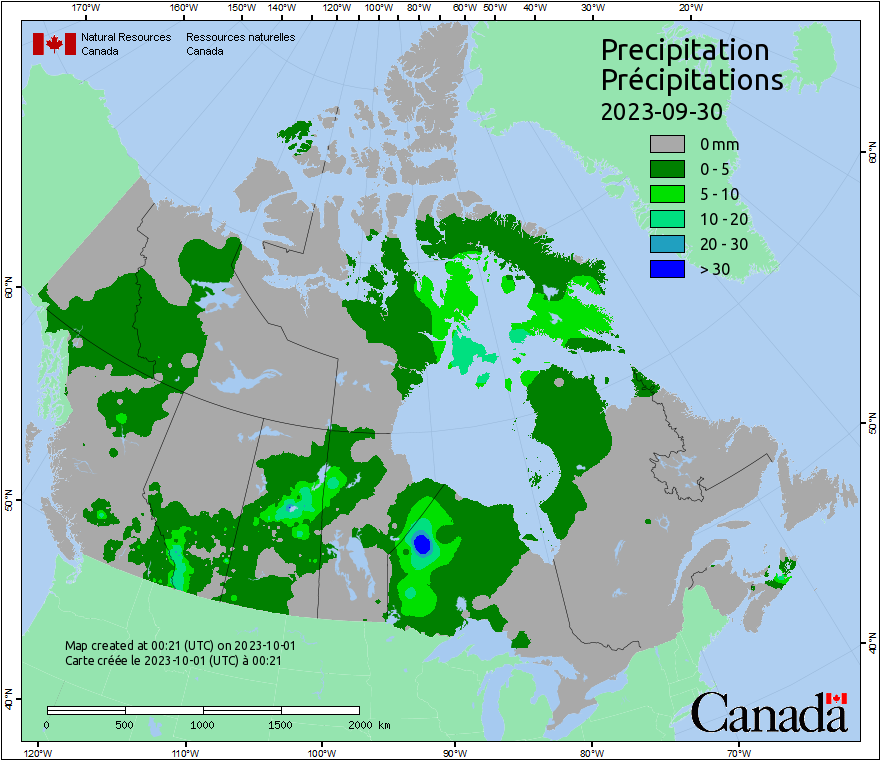 170°W 160°W 150°W 140°W 130°W 120°W 110°W 100°W 90°W 80°W 60°W 50°W 40°W 30°W 20°W
Natural Resources Ressources naturelles
Canada Canada
Precipitation
Précipitations
2023-09-30
0 mm
0 - 5
5 - 10
10 - 20
20 - 30
> 30
60°N
60°N
50°N
50°N
40°N
40°N
Map created at 00:21 (UTC) on 2023-10-01
Carte créée le 2023-10-01 (UTC) à 00:21
0 500 1000 1500 2000 km
Canada
120°W 110°W 100°W 90°W 80°W 70°W